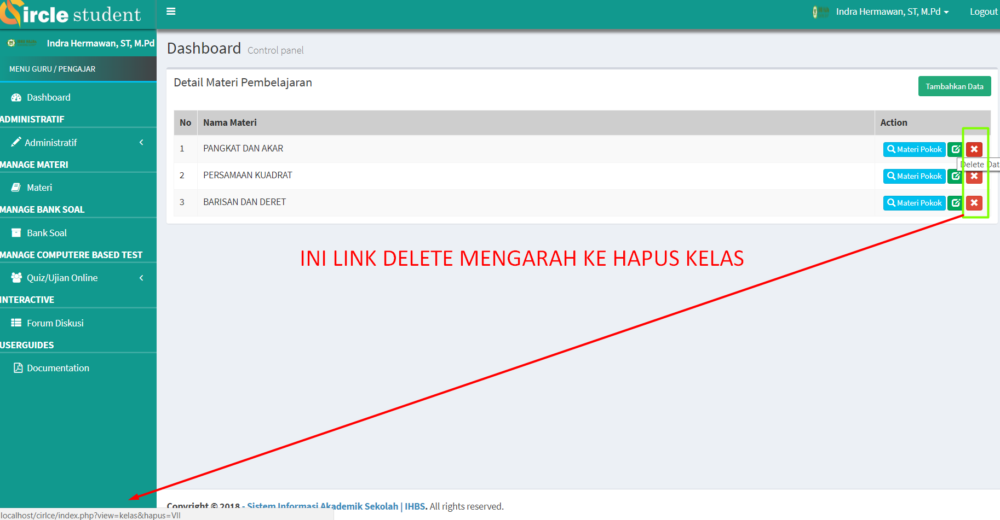 ircle student
Indra Hermawan, ST, M.Pd
Logout
Indra Hermawan, ST, M.Pd
MENU GURU / PENGAJAR
Dashboard
ADMINISTRATIF
Administratif
MANAGE MATERI
Materi
MANAGE BANK SOAL
Bank Soal
MANAGE COMPUTERE BASED TEST
Quiz/Ujian Online
INTERACTIVE
Forum Diskusi
USERGUIDES
Documentation
Dashboard Control panel
Detail Materi Pembelajaran
Tambahkan Data
No Nama Materi Action
1 PANGKAT DAN AKAR Materi Pokok
Delete Dat
2 PERSAMAAN KUADRAT Materi Pokok
3 BARISAN DAN DERET Materi Pokok
INI LINK DELETE MENGARAH KE HAPUS KELAS
Copyright © 2018 - Sistem Informasi Akademik Sekolah | IHBS. All rights reserved.
localhost/cirlce/index.php?view=kelas&hapus=VII